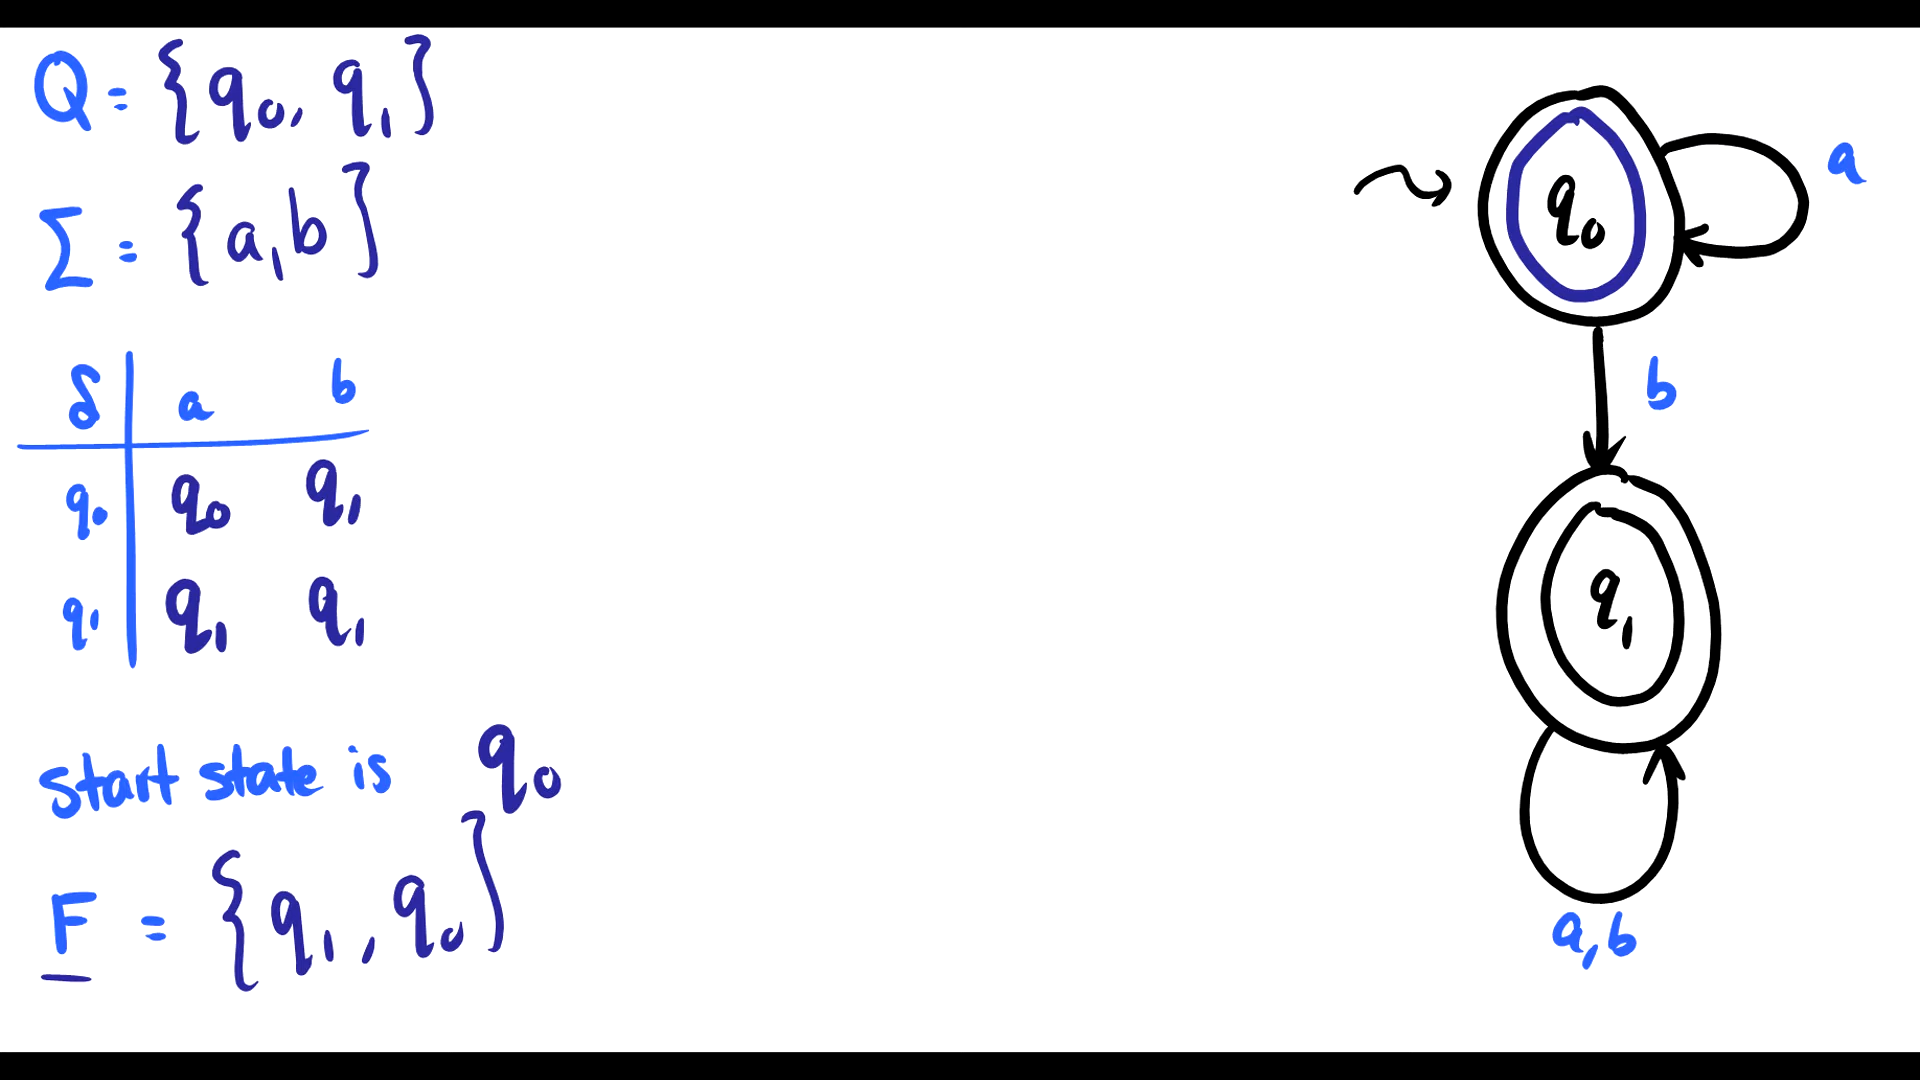 Q = {q₀, q₁}
Σ = {a, b}
δ a b
q₀ q₀ q₁
q₁ q₁ q₁
start state is q₀
F = {q₁, q₀}
q₀
a
b
q₁
a, b